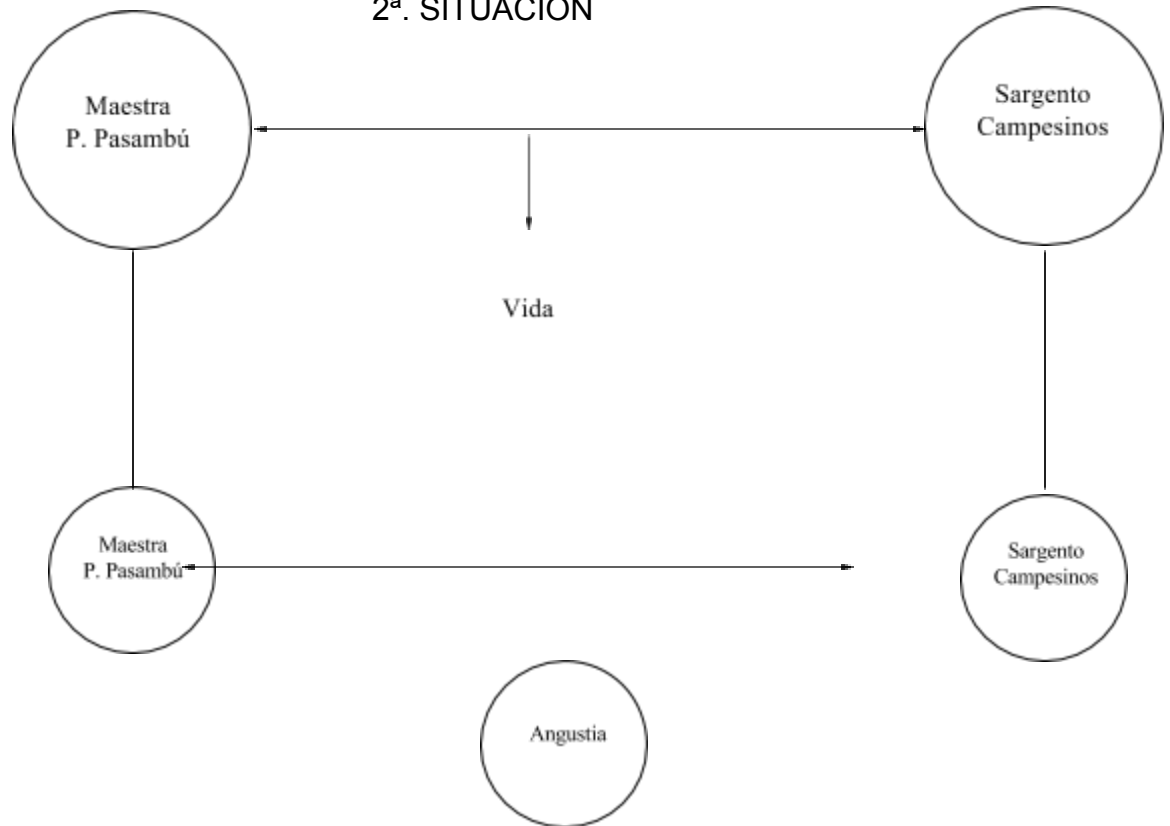 2ª. SITUACIÓN
Maestra
P. Pasambú
Sargento
Campesinos
Vida
Maestra
P. Pasambú
Sargento
Campesinos
Angustia